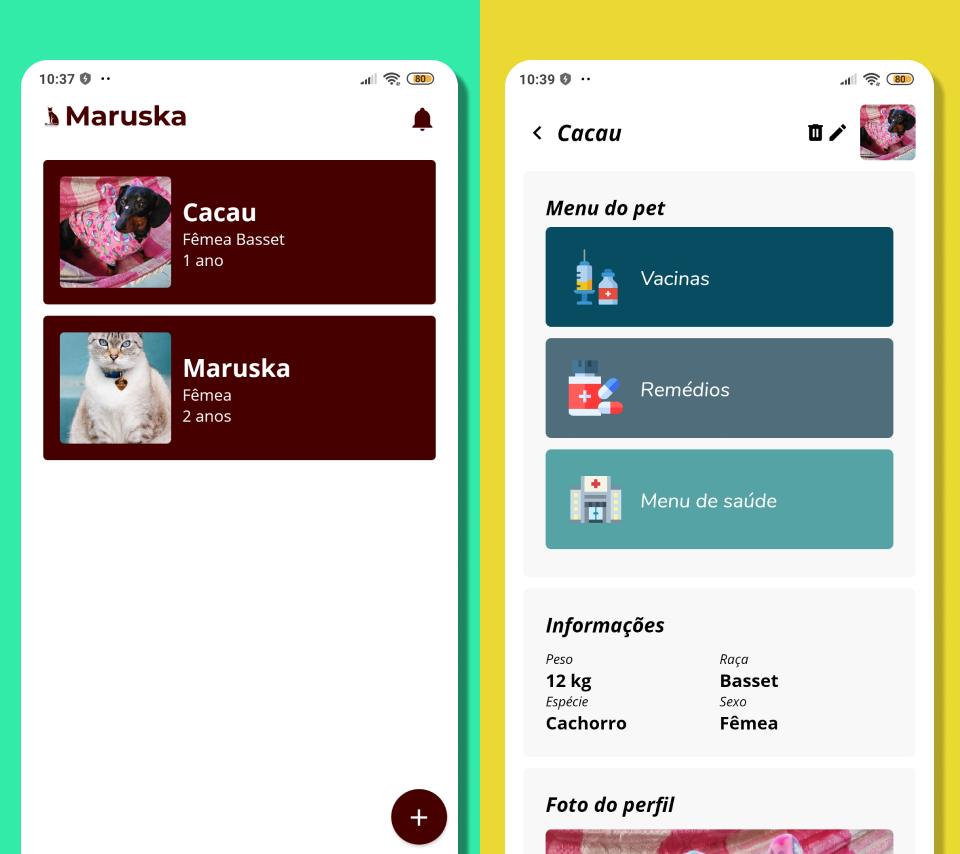 10:37
80
Maruska
Cacau
Fêmea Basset
1 ano
Maruska
Fêmea
2 anos
10:39
80
Cacau
Menu do pet
Vacinas
Remédios
Menu de saúde
Informações
Peso
Raça
12 kg
Basset
Espécie
Sexo
Cachorro
Fêmea
Foto do perfil